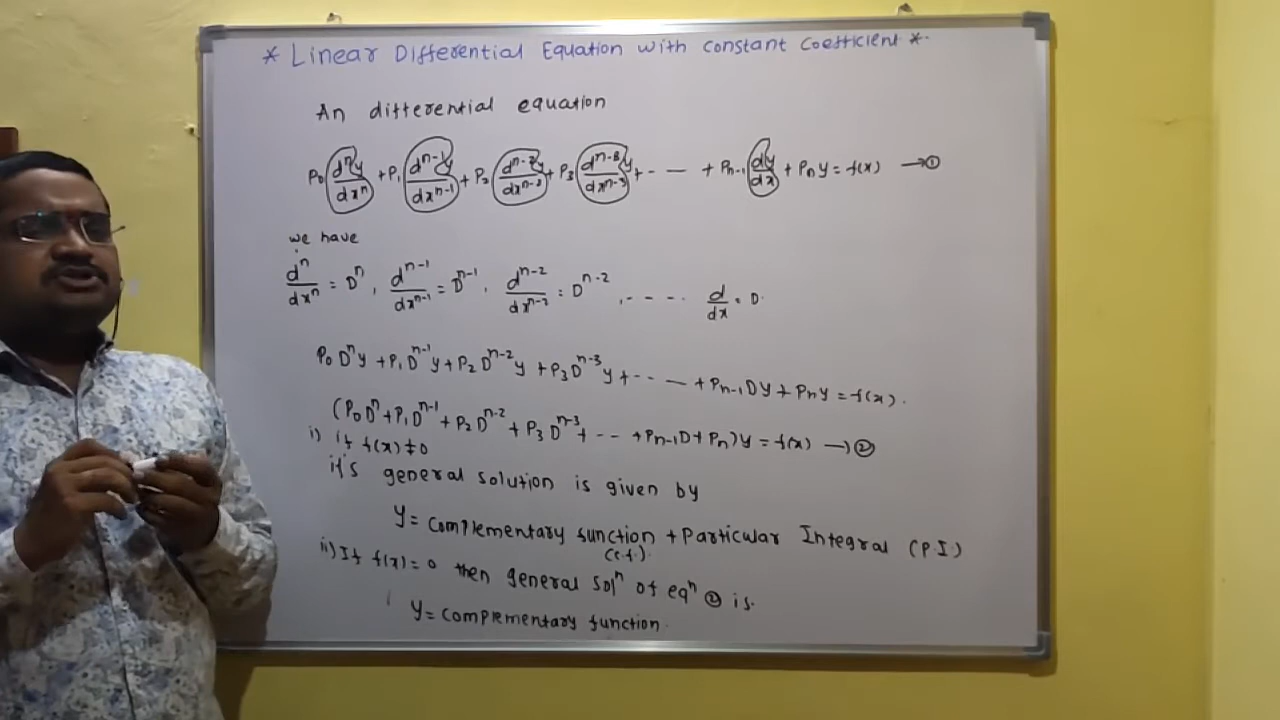 * Linear Differential Equation with constant coefficient *
An differential equation
P₀ dⁿy/dxⁿ + P₁ dⁿ⁻¹y/dxⁿ⁻¹ + P₂ dⁿ⁻²y/dxⁿ⁻² + P₃ dⁿ⁻³y/dxⁿ⁻³ + - - — + Pₙ₋₁ dy/dx + Pₙy = f(x) →①
we have
dⁿ/dxⁿ = Dⁿ, dⁿ⁻¹/dxⁿ⁻¹ = Dⁿ⁻¹, dⁿ⁻²/dxⁿ⁻² = Dⁿ⁻², - - - - d/dx = D.
P₀Dⁿy + P₁Dⁿ⁻¹y + P₂Dⁿ⁻²y + P₃Dⁿ⁻³y + - - — + Pₙ₋₁Dy + Pₙy = f(x).
(P₀Dⁿ + P₁Dⁿ⁻¹ + P₂Dⁿ⁻² + P₃Dⁿ⁻³ + - - + Pₙ₋₁D + Pₙ)y = f(x) →②
i) if f(x) ≠ 0
it's general solution is given by
y = complementary function + Particular Integral (P.I)
(c.f.)
ii) If f(x) = 0 then general solⁿ of eqⁿ ② is.
y = complementary function.